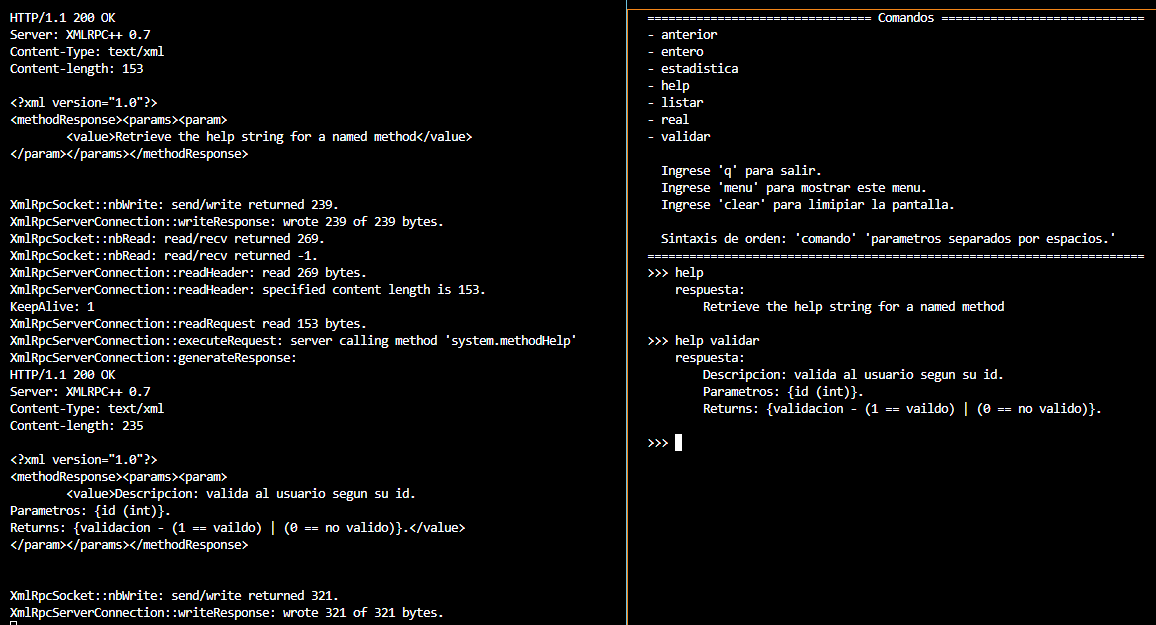 HTTP/1.1 200 OK
Server: XMLRPC++ 0.7
Content-Type: text/xml
Content-length: 153

<?xml version="1.0"?>
<methodResponse><params><param>
        <value>Retrieve the help string for a named method</value>
</param></params></methodResponse>

XmlRpcSocket::nbWrite: send/write returned 239.
XmlRpcServerConnection::writeResponse: wrote 239 of 239 bytes.
XmlRpcSocket::nbRead: read/recv returned 269.
XmlRpcSocket::nbRead: read/recv returned -1.
XmlRpcServerConnection::readHeader: read 269 bytes.
XmlRpcServerConnection::readHeader: specified content length is 153.
KeepAlive: 1
XmlRpcServerConnection::readRequest read 153 bytes.
XmlRpcServerConnection::executeRequest: server calling method 'system.methodHelp'
XmlRpcServerConnection::generateResponse:
HTTP/1.1 200 OK
Server: XMLRPC++ 0.7
Content-Type: text/xml
Content-length: 235

<?xml version="1.0"?>
<methodResponse><params><param>
        <value>Descripcion: valida al usuario segun su id.
Parametros: {id (int)}.
Returns: {validacion - (1 == vaildo) | (0 == no valido)}.</value>
</param></params></methodResponse>

XmlRpcSocket::nbWrite: send/write returned 321.
XmlRpcServerConnection::writeResponse: wrote 321 of 321 bytes.

================================ Comandos =============================
- anterior
- entero
- estadistica
- help
- listar
- real
- validar

  Ingrese 'q' para salir.
  Ingrese 'menu' para mostrar este menu.
  Ingrese 'clear' para limipiar la pantalla.

  Sintaxis de orden: 'comando' 'parametros separados por espacios.'
=======================================================================
>>> help
    respuesta:
        Retrieve the help string for a named method

>>> help validar
    respuesta:
        Descripcion: valida al usuario segun su id.
        Parametros: {id (int)}.
        Returns: {validacion - (1 == vaildo) | (0 == no valido)}.

>>>